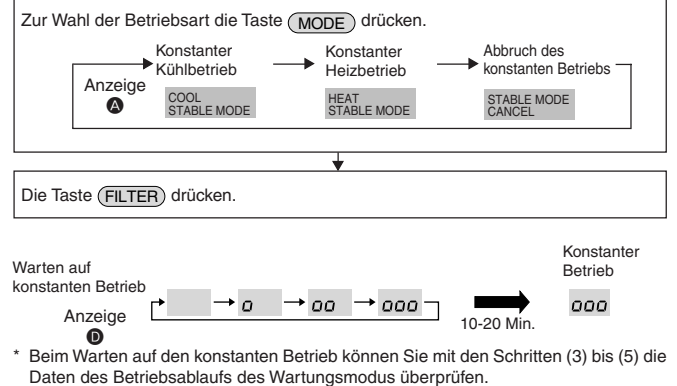 Zur Wahl der Betriebsart die Taste MODE drücken.
Konstanter Kühlbetrieb
Konstanter Heizbetrieb
Abbruch des konstanten Betriebs
Anzeige A
COOL
STABLE MODE
HEAT
STABLE MODE
STABLE MODE
CANCEL
Die Taste FILTER drücken.
Warten auf
konstanten Betrieb
Anzeige
D
o
oo
ooo
10-20 Min.
Konstanter
Betrieb
ooo
* Beim Warten auf den konstanten Betrieb können Sie mit den Schritten (3) bis (5) die
Daten des Betriebsablaufs des Wartungsmodus überprüfen.